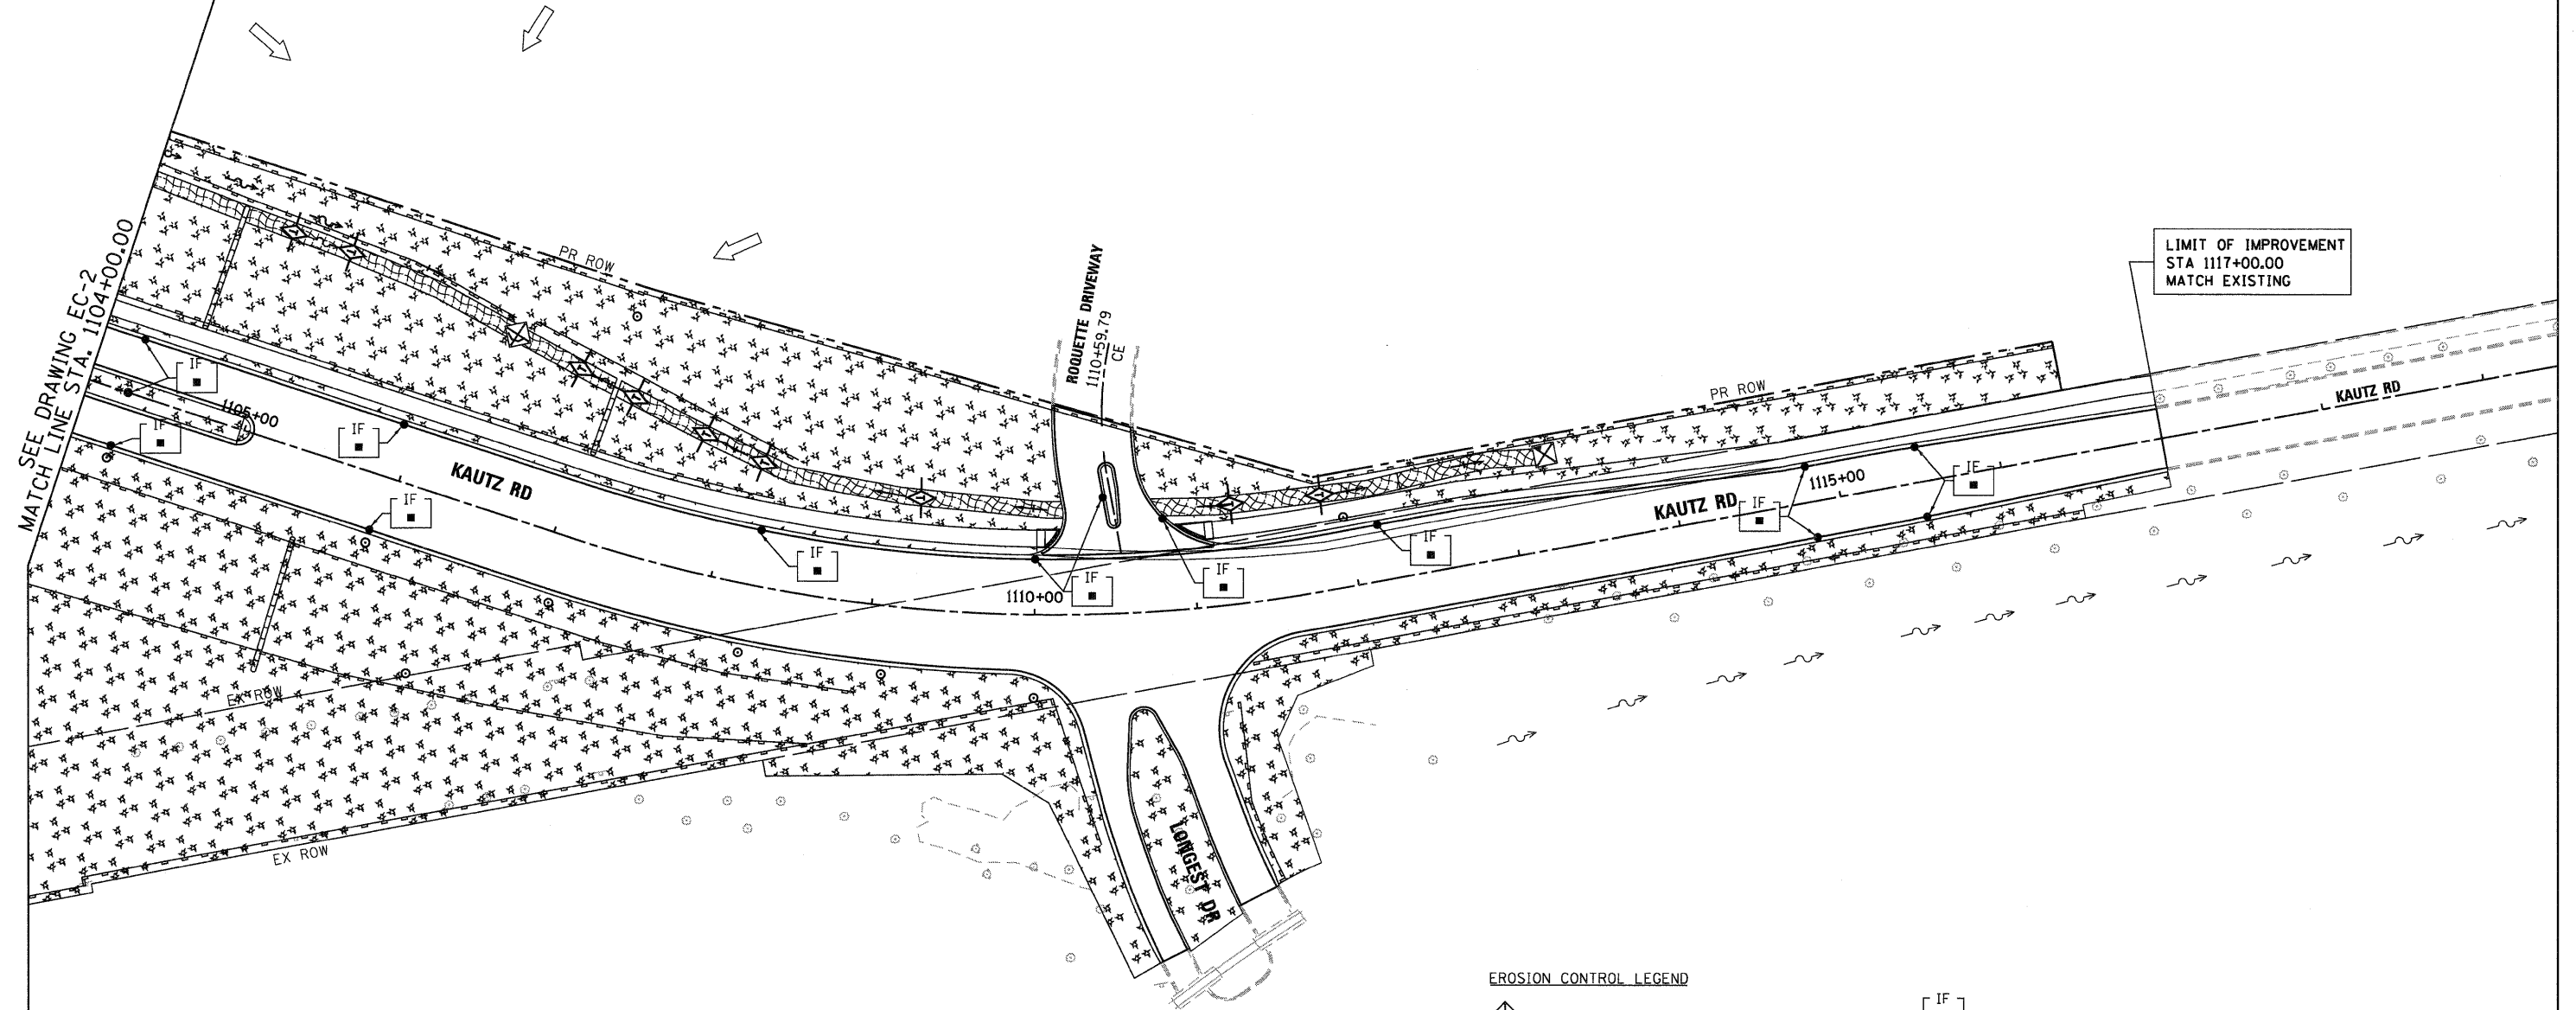 SEE DRAWING EC-2
MATCH LINE STA. 1104+00.00
PR ROW
ROQUETTE DRIVEWAY
1110+59.79
CE
LIMIT OF IMPROVEMENT
STA 1117+00.00
MATCH EXISTING
PR ROW
KAUTZ RD
IF
1105+00
IF
IF
KAUTZ RD
IF
IF
1110+00
IF
IF
IF
KAUTZ RD
IF
1115+00
IF
EX ROW
EX ROW
LONGEST DR
EROSION CONTROL LEGEND
IF